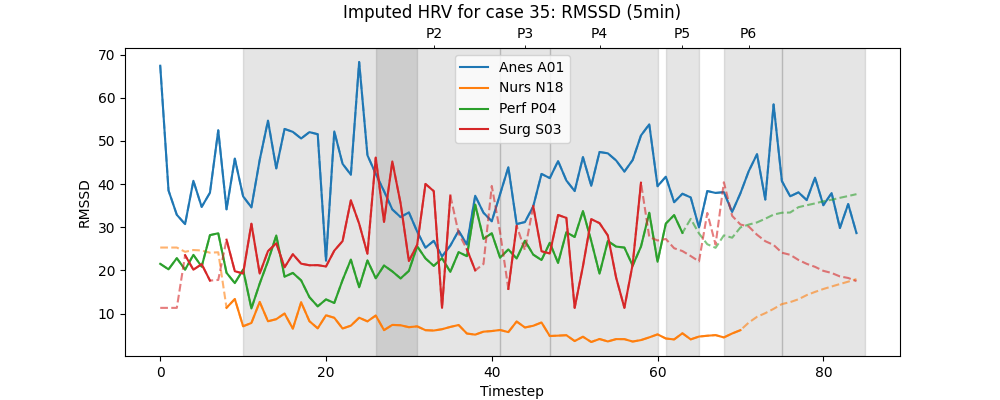 Imputed HRV for case 35: RMSSD (5min)
P2 P3 P4 P5 P6
70
60
50
40
30
20
10
RMSSD
Anes A01
Nurs N18
Perf P04
Surg S03
0 20 40 60 80
Timestep